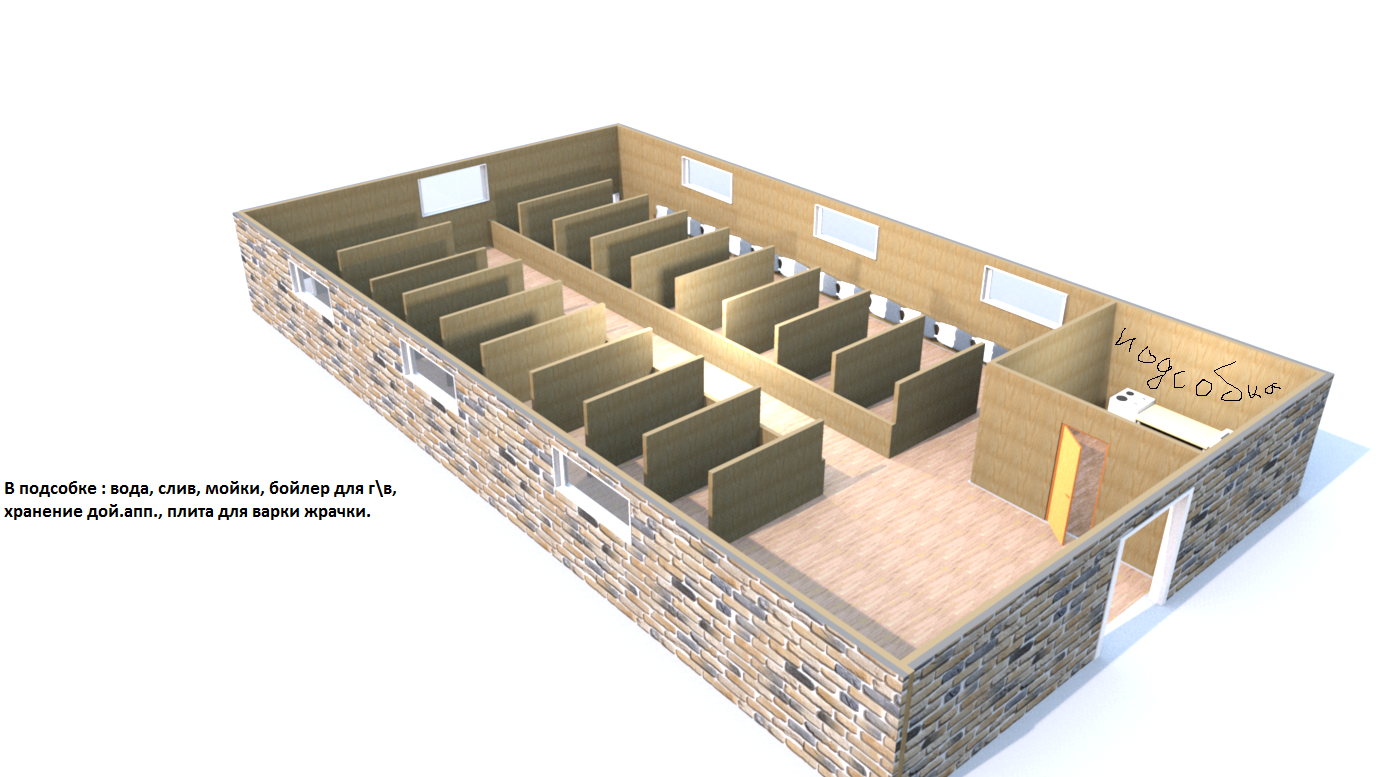 подсобка
В подсобке : вода, слив, мойки, бойлер для г\в,
хранение дой.апп., плита для варки жрачки.